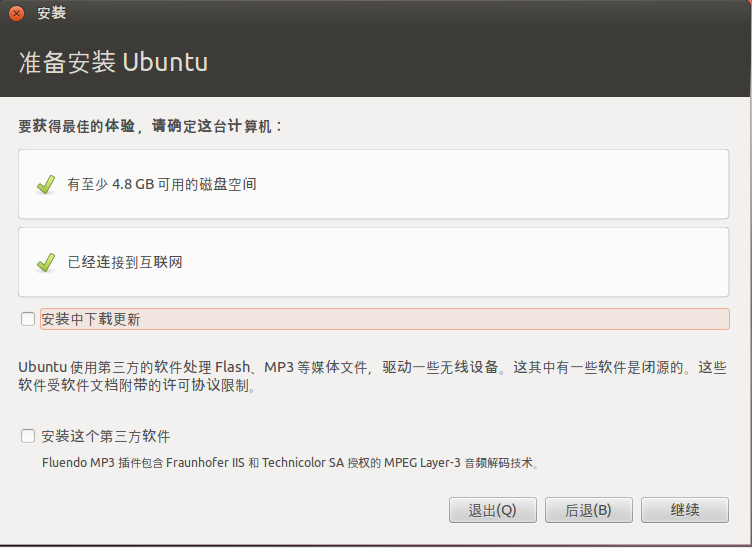 安装
准备安装 Ubuntu
要获得最佳的体验，请确定这台计算机：
有至少 4.8 GB 可用的磁盘空间
已经连接到互联网
安装中下载更新
Ubuntu 使用第三方的软件处理 Flash、MP3 等媒体文件，驱动一些无线设备。这其中有一些软件是闭源的。这些
软件受软件文档附带的许可协议限制。
安装这个第三方软件
Fluendo MP3 插件包含 Fraunhofer IIS 和 Technicolor SA 授权的 MPEG Layer-3 音频解码技术。
退出(Q) 后退(B) 继续